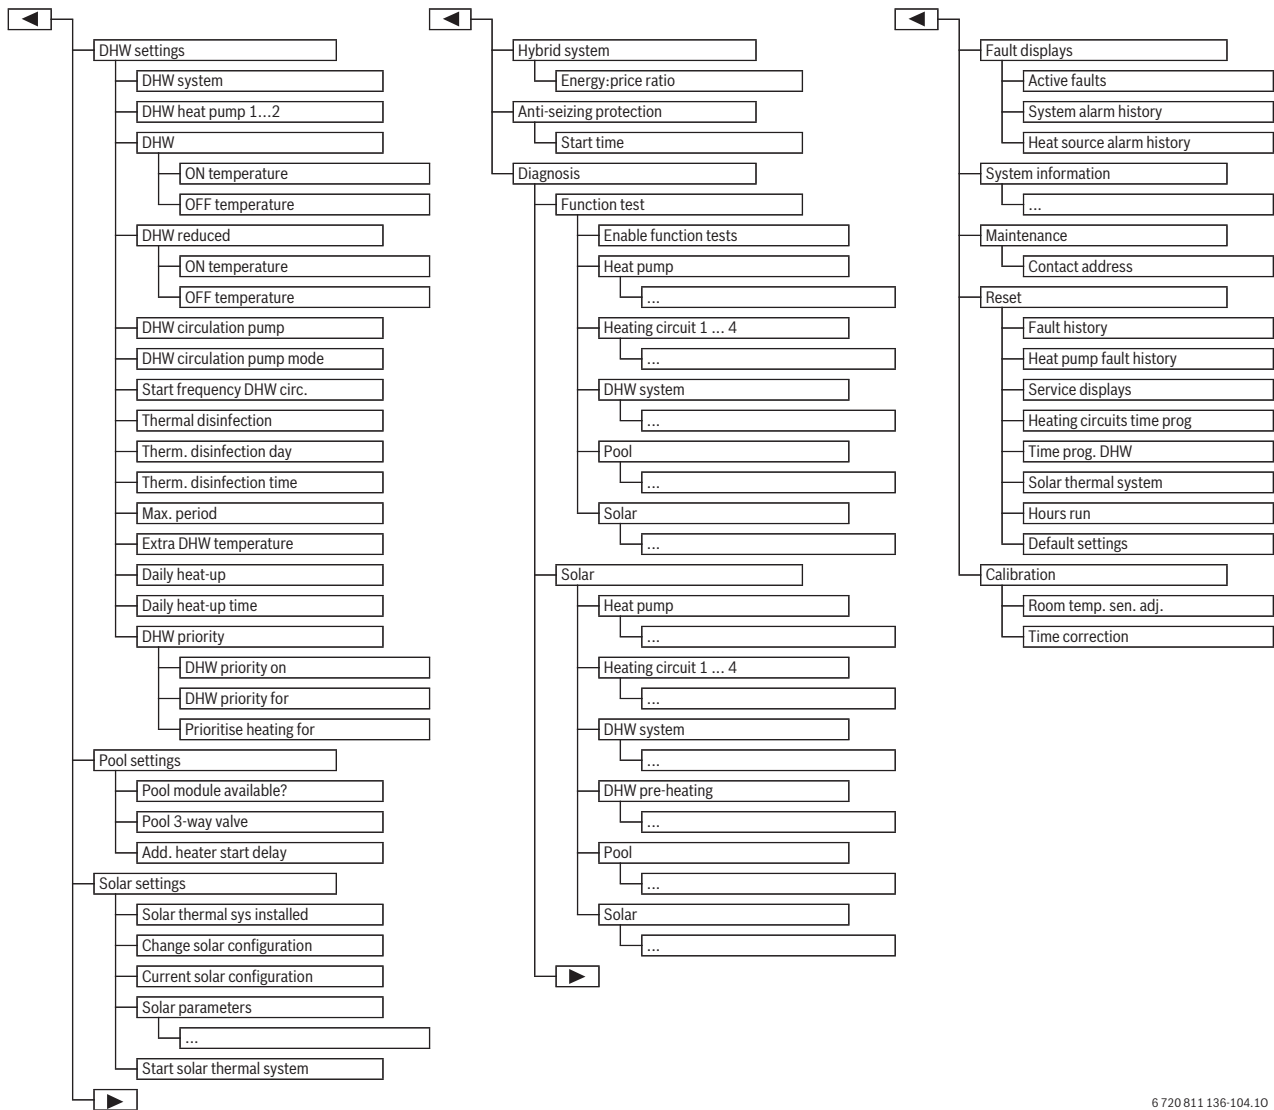 DHW settings
DHW system
DHW heat pump 1...2
DHW
ON temperature
OFF temperature
DHW reduced
ON temperature
OFF temperature
DHW circulation pump
DHW circulation pump mode
Start frequency DHW circ.
Thermal disinfection
Therm. disinfection day
Therm. disinfection time
Max. period
Extra DHW temperature
Daily heat-up
Daily heat-up time
DHW priority
DHW priority on
DHW priority for
Prioritise heating for
Pool settings
Pool module available?
Pool 3-way valve
Add. heater start delay
Solar settings
Solar thermal sys installed
Change solar configuration
Current solar configuration
Solar parameters
...
Start solar thermal system
Hybrid system
Energy:price ratio
Anti-seizing protection
Start time
Diagnosis
Function test
Enable function tests
Heat pump
...
Heating circuit 1 ... 4
...
DHW system
...
Pool
...
Solar
...
Solar
Heat pump
...
Heating circuit 1 ... 4
...
DHW system
...
DHW pre-heating
...
Pool
...
Solar
...
Fault displays
Active faults
System alarm history
Heat source alarm history
System information
...
Maintenance
Contact address
Reset
Fault history
Heat pump fault history
Service displays
Heating circuits time prog
Time prog. DHW
Solar thermal system
Hours run
Default settings
Calibration
Room temp. sen. adj.
Time correction
6 720 811 136-104.1O